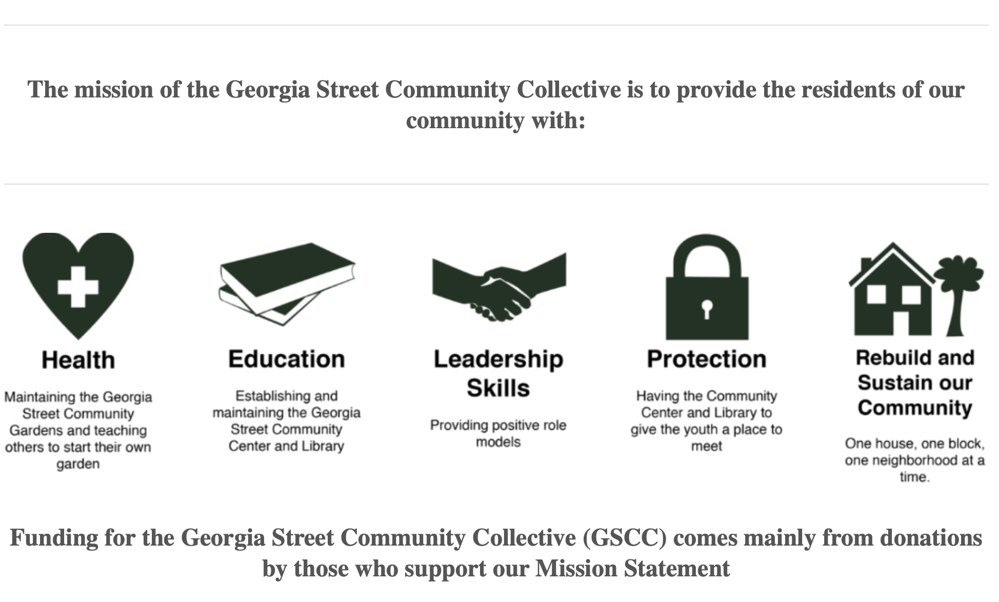 The mission of the Georgia Street Community Collective is to provide the residents of our
community with:
Health
Maintaining the Georgia
Street Community
Gardens and teaching
others to start their own
garden
Education
Establishing and
maintaining the Georgia
Street Community
Center and Library
Leadership
Skills
Providing positive role
models
Protection
Having the Community
Center and Library to
give the youth a place to
meet
Rebuild and
Sustain our
Community
One house, one block,
one neighborhood at a
time.
Funding for the Georgia Street Community Collective (GSCC) comes mainly from donations
by those who support our Mission Statement